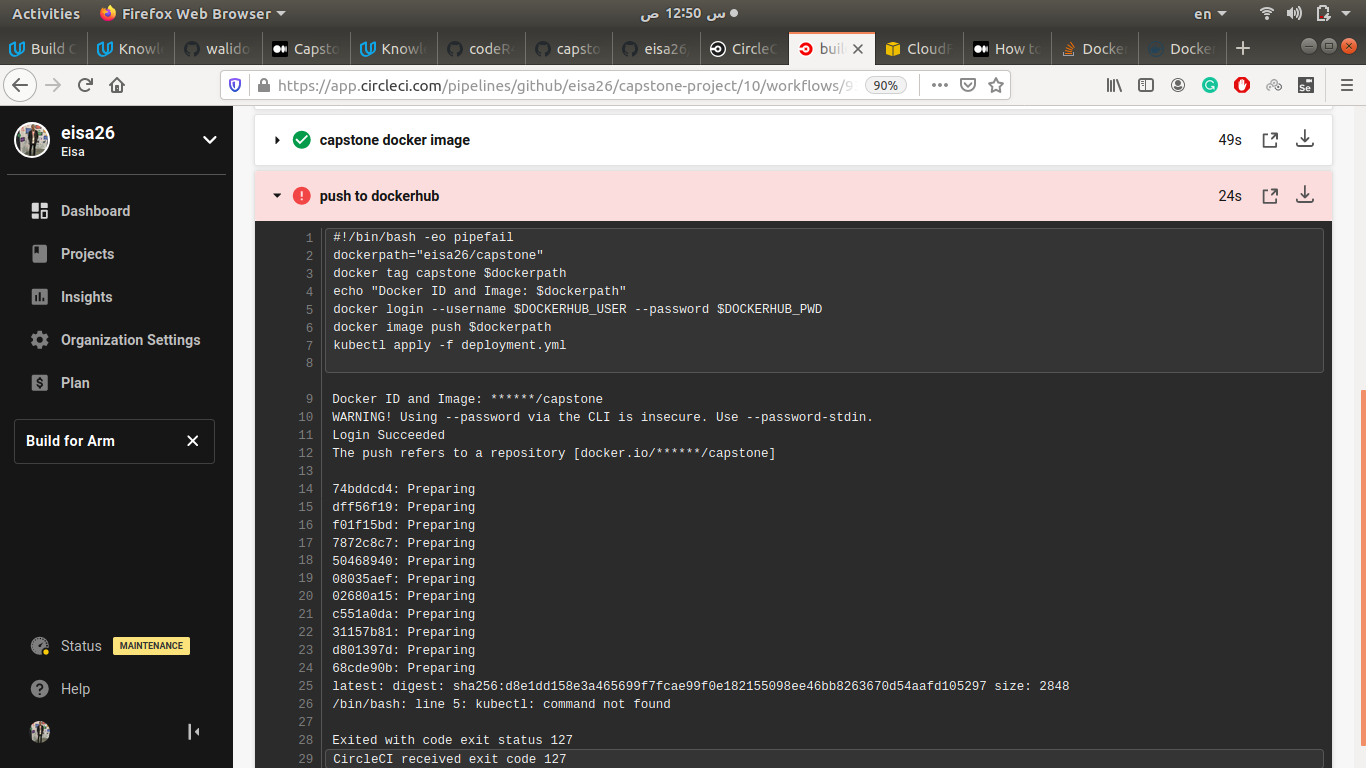 Activities Firefox Web Browser س 12:50 ص en
Build C Knowl walido Capsto Knowl codeR- capsto eisa26, CircleC buil CloudF How to Docke Docke
https://app.circleci.com/pipelines/github/eisa26/capstone-project/10/workflows/9 90%
eisa26
Eisa
Dashboard
Projects
Insights
Organization Settings
Plan
Build for Arm
Status MAINTENANCE
Help
capstone docker image 49s
push to dockerhub 24s
1 #!/bin/bash -eo pipefail
2 dockerpath="eisa26/capstone"
3 docker tag capstone $dockerpath
4 echo "Docker ID and Image: $dockerpath"
5 docker login --username $DOCKERHUB_USER --password $DOCKERHUB_PWD
6 docker image push $dockerpath
7 kubectl apply -f deployment.yml
8
9 Docker ID and Image: ******/capstone
10 WARNING! Using --password via the CLI is insecure. Use --password-stdin.
11 Login Succeeded
12 The push refers to a repository [docker.io/******/capstone]
13
14 74bddcd4: Preparing
15 dff56f19: Preparing
16 f01f15bd: Preparing
17 7872c8c7: Preparing
18 50468940: Preparing
19 08035aef: Preparing
20 02680a15: Preparing
21 c551a0da: Preparing
22 31157b81: Preparing
23 d801397d: Preparing
24 68cde90b: Preparing
25 latest: digest: sha256:d8e1dd158e3a465699f7fcae99f0e182155098ee46bb8263670d54aafd105297 size: 2848
26 /bin/bash: line 5: kubectl: command not found
27
28 Exited with code exit status 127
29 CircleCI received exit code 127